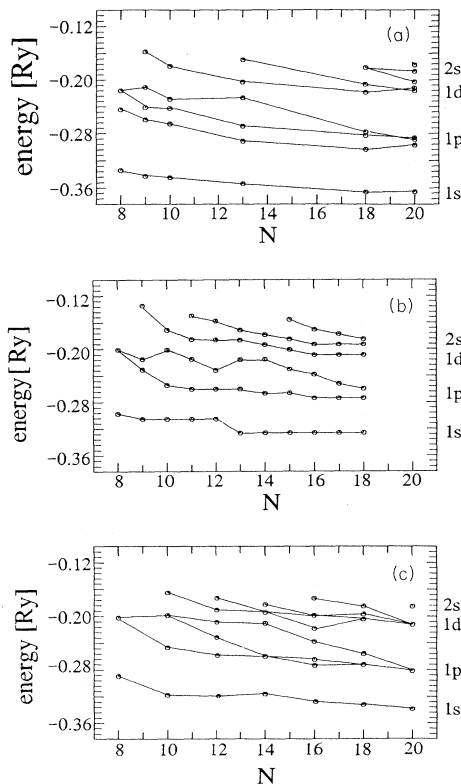 (a)
-0.12
-0.20
-0.28
-0.36
energy [Ry]
2s
1d
1p
1s
8 10 12 14 16 18 20
N
(b)
-0.12
-0.20
-0.28
-0.36
energy [Ry]
2s
1d
1p
1s
8 10 12 14 16 18 20
N
(c)
-0.12
-0.20
-0.28
-0.36
energy [Ry]
2s
1d
1p
1s
8 10 12 14 16 18 20
N